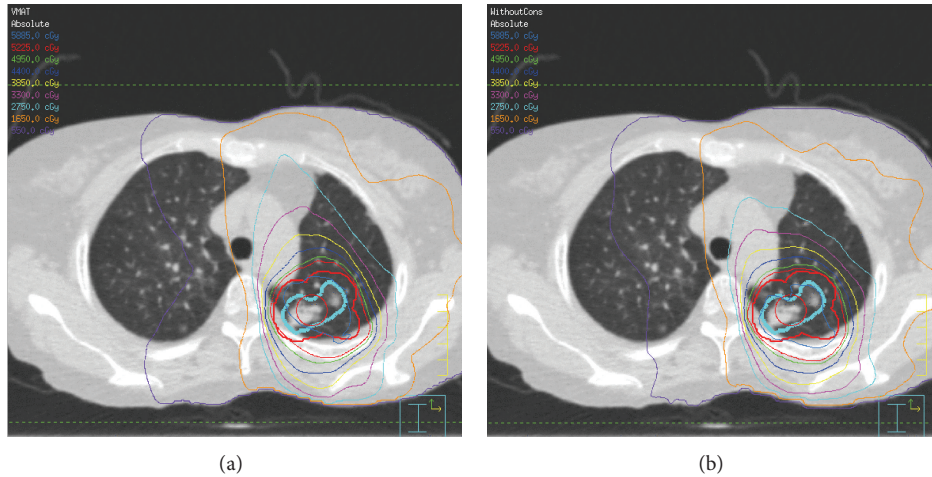 VMAT
Absolute
5885.0 cGy
5225.0 cGy
4950.0 cGy
4400.0 cGy
3850.0 cGy
3300.0 cGy
2750.0 cGy
1650.0 cGy
550.0 cGy
(a)
WithoutCons
Absolute
5885.0 cGy
5225.0 cGy
4950.0 cGy
4400.0 cGy
3850.0 cGy
3300.0 cGy
2750.0 cGy
1650.0 cGy
550.0 cGy
(b)